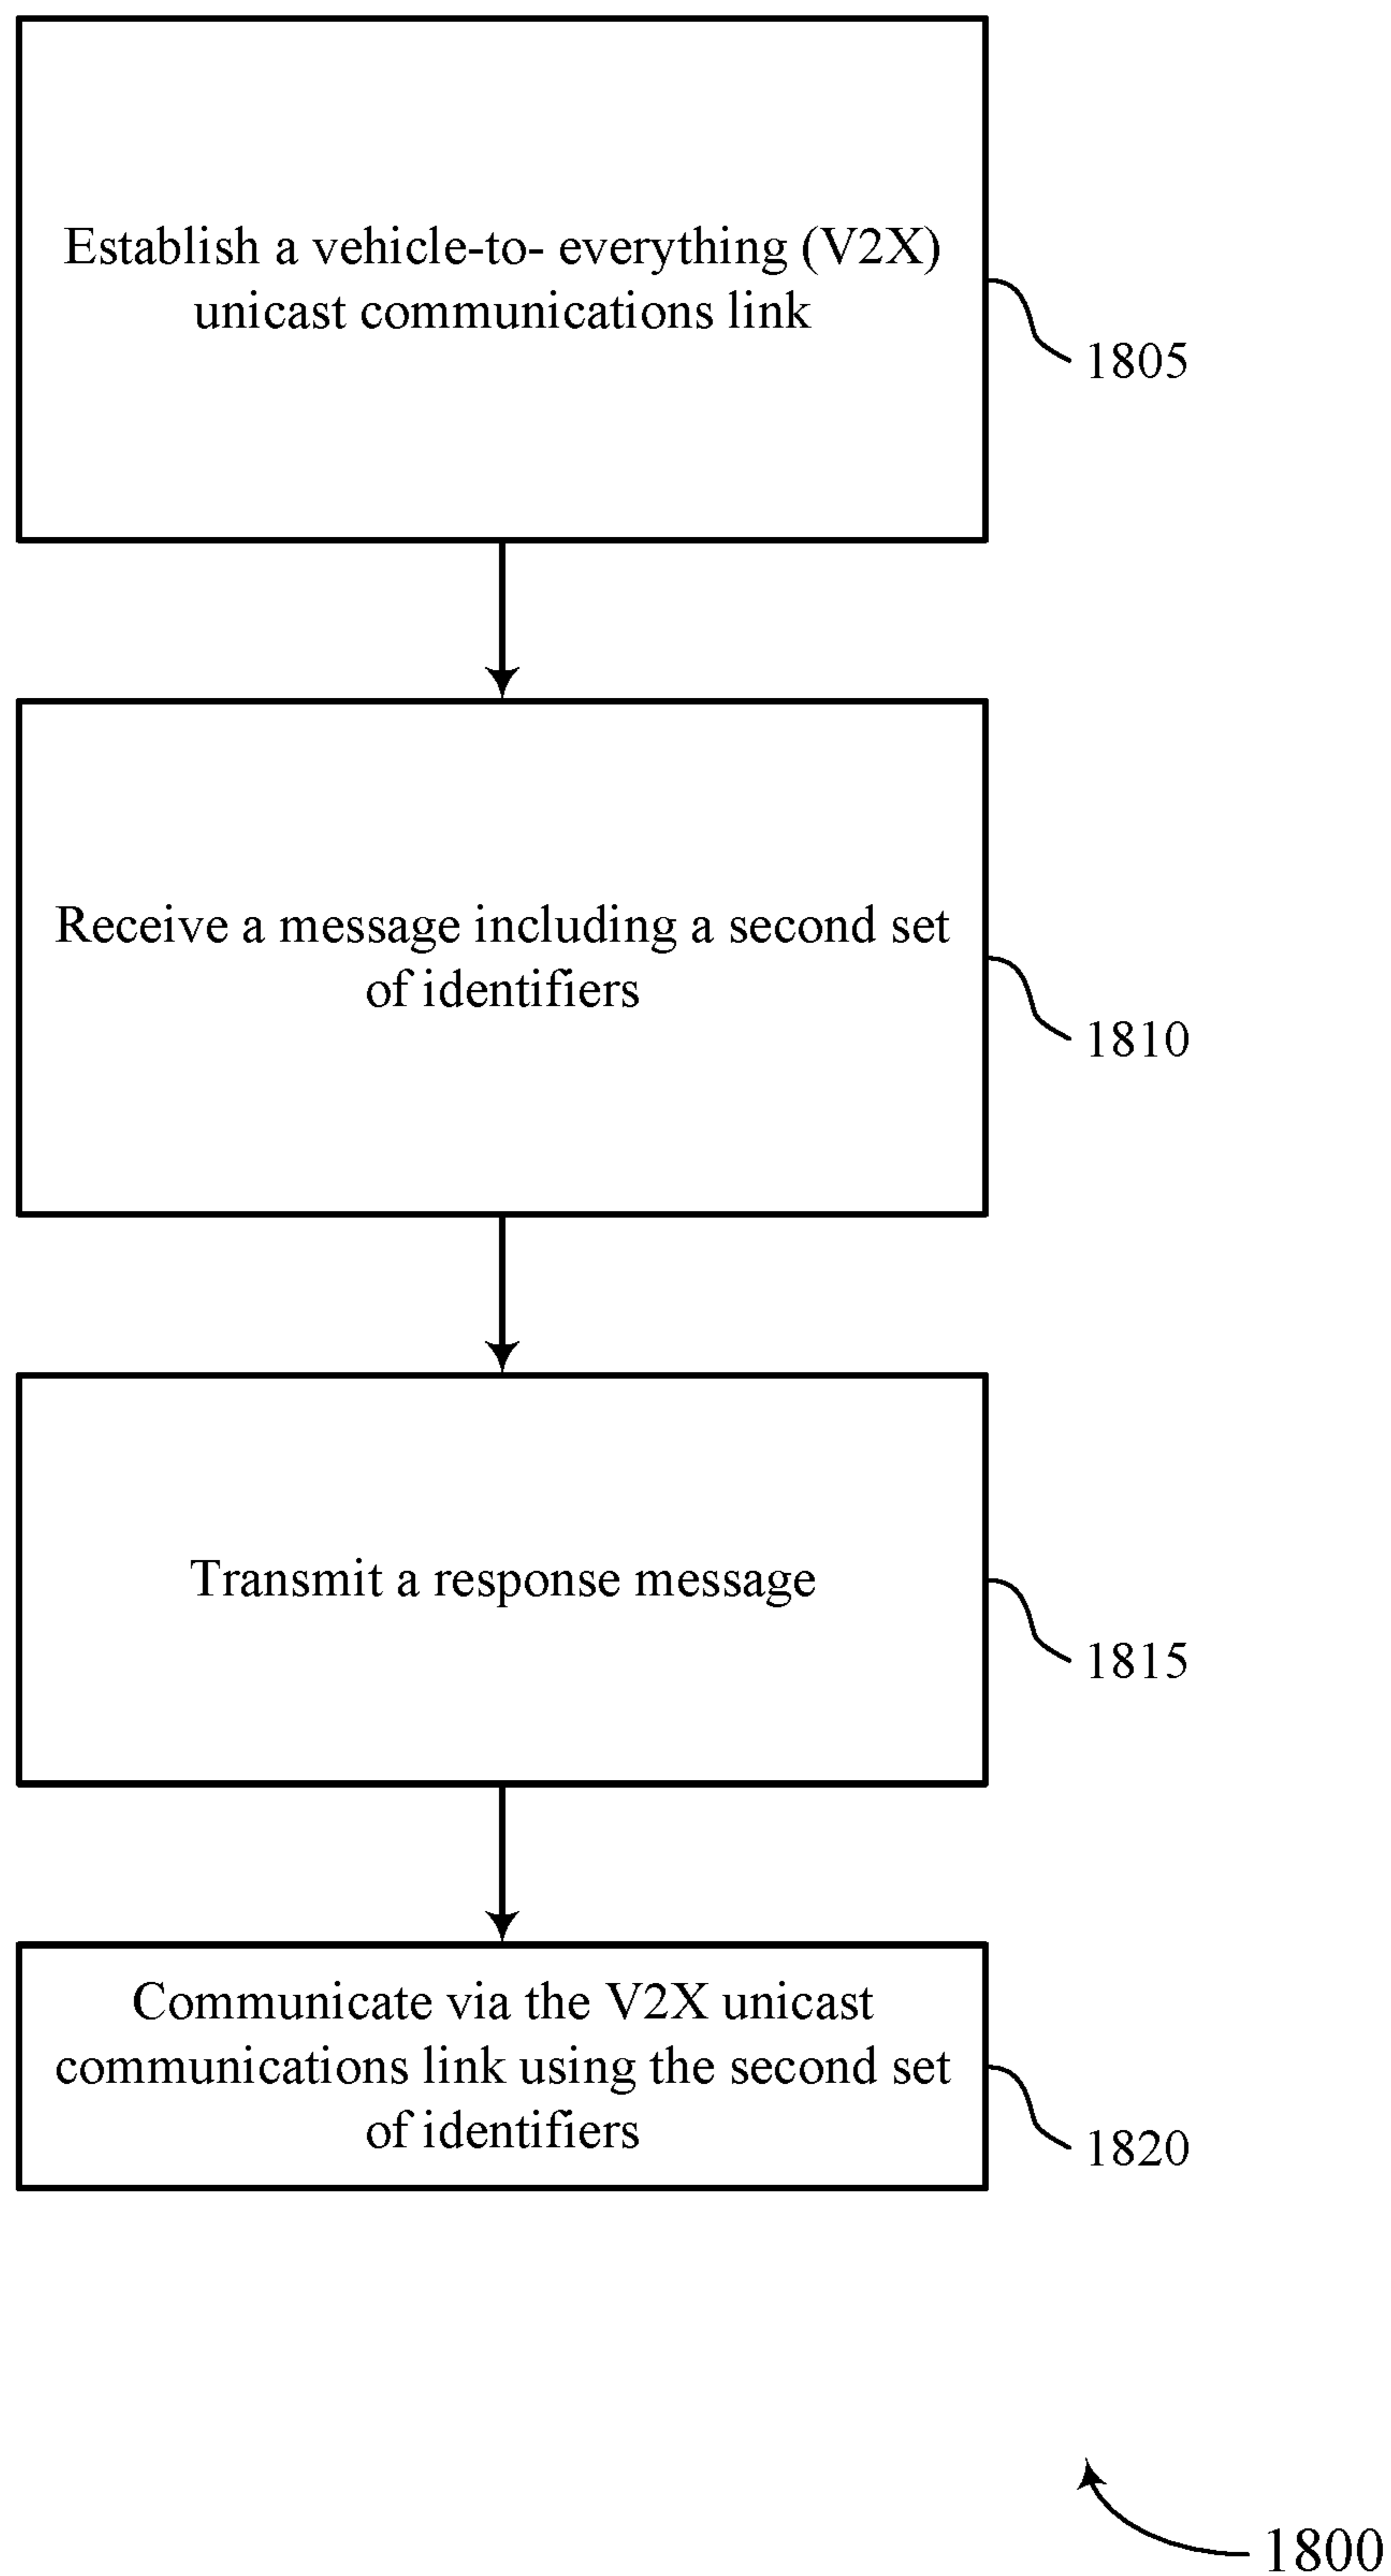 Establish a vehicle-to- everything (V2X)
unicast communications link
1805
Receive a message including a second set
of identifiers
1810
Transmit a response message
1815
Communicate via the V2X unicast
communications link using the second set
of identifiers
1820
1800